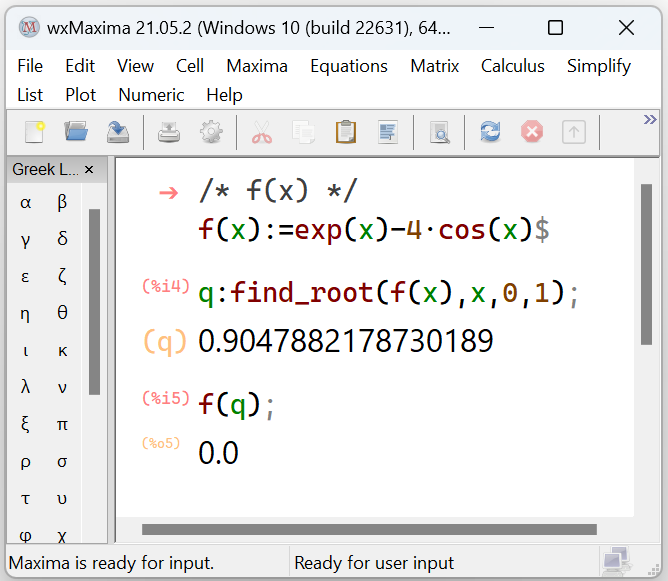 wxMaxima 21.05.2 (Windows 10 (build 22631), 64...
File Edit View Cell Maxima Equations Matrix Calculus Simplify
List Plot Numeric Help
Greek L...
α β
γ δ
ε ζ
η θ
ι κ
λ ν
ξ π
ρ σ
τ υ
φ χ
/* f(x) */
f(x):=exp(x)−4·cos(x)$
(%i4) q:find_root(f(x),x,0,1);
(q) 0.9047882178730189
(%i5) f(q);
(%o5) 0.0
Maxima is ready for input. Ready for user input